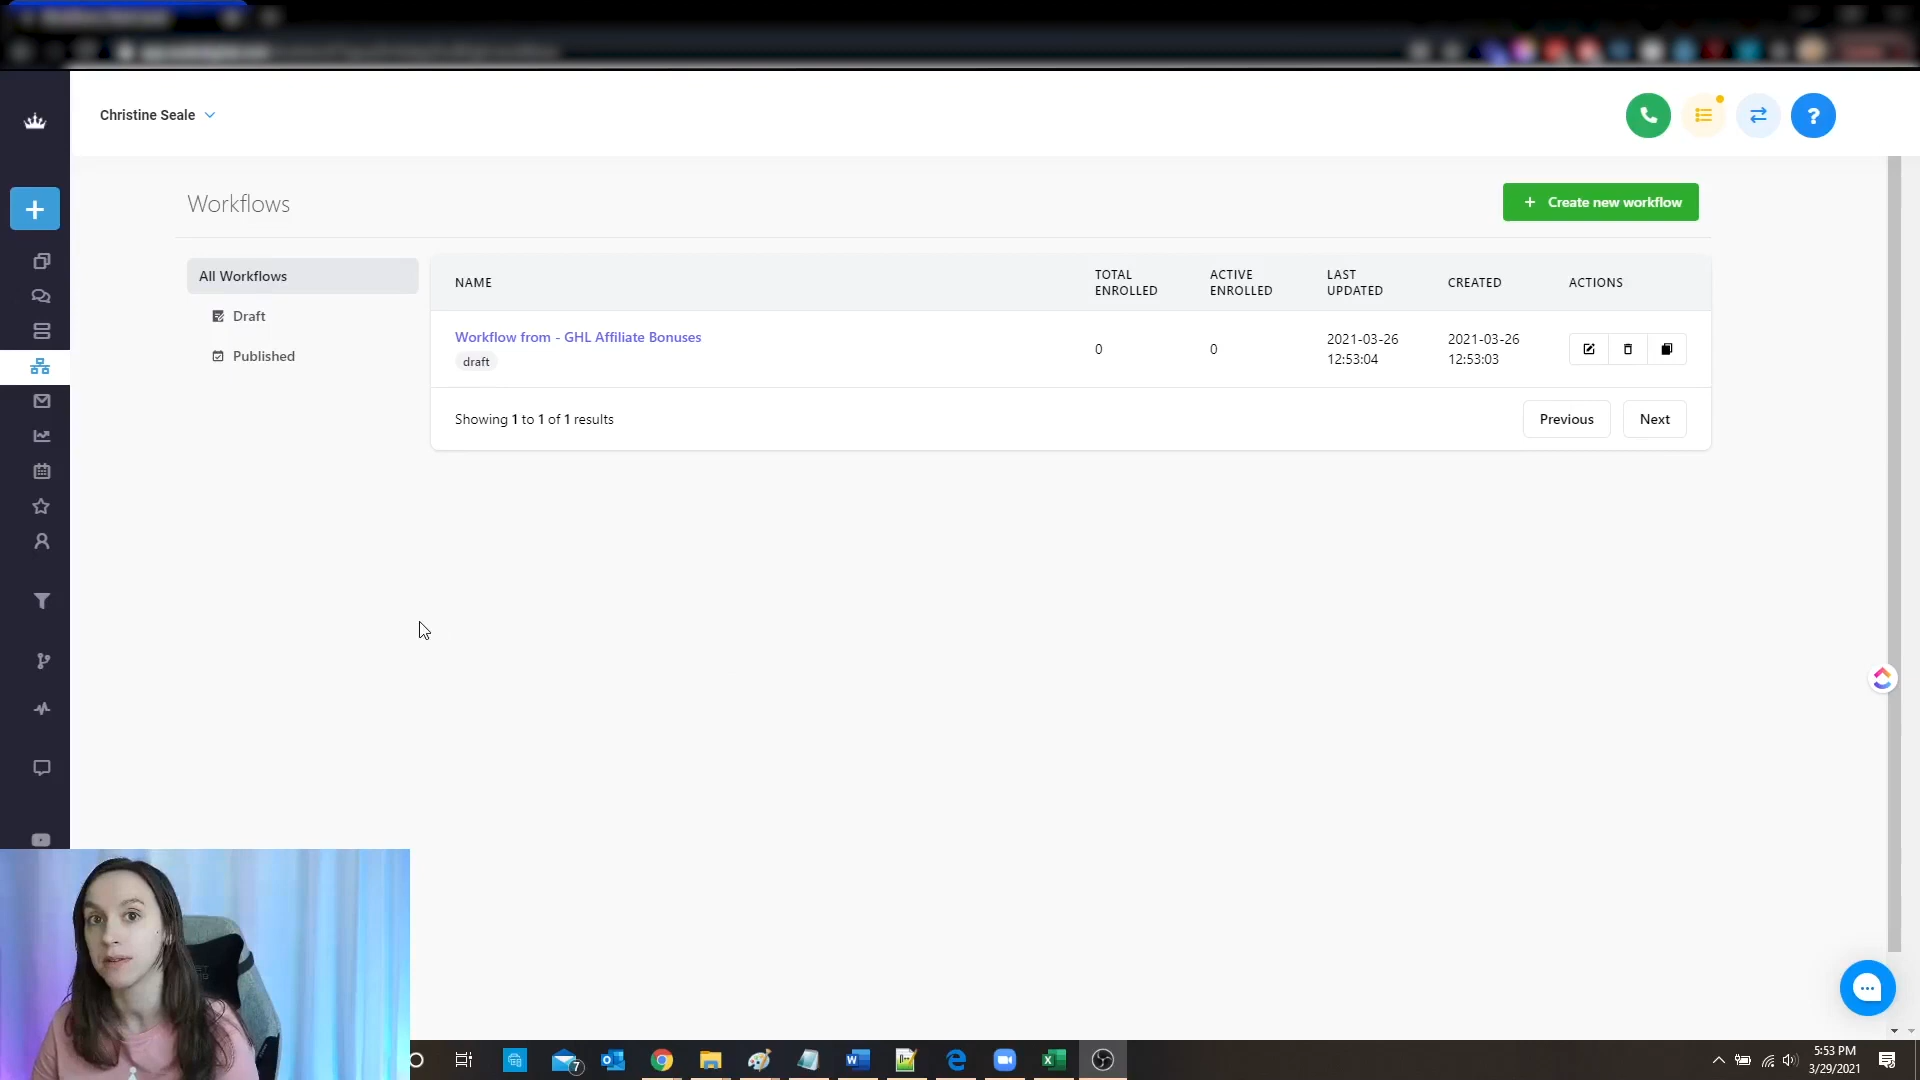 Christine Seale
?
Workflows
+ Create new workflow
All Workflows
Draft
Published
NAME
TOTAL ENROLLED
ACTIVE ENROLLED
LAST UPDATED
CREATED
ACTIONS
Workflow from - GHL Affiliate Bonuses
draft
0
0
2021-03-26
12:53:04
2021-03-26
12:53:03
Showing 1 to 1 of 1 results
Previous
Next
7
5:53 PM
3/29/2021